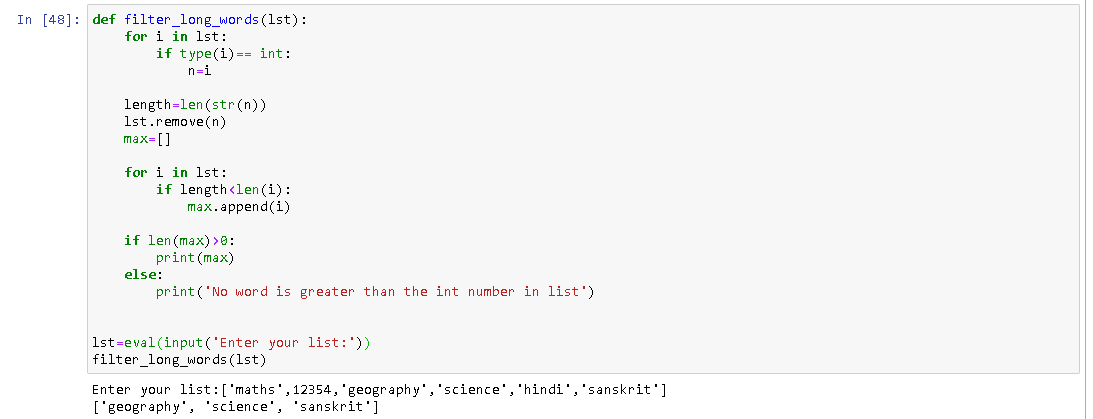 In [48]: def filter_long_words(lst):
    for i in lst:
        if type(i)== int:
            n=i
    length=len(str(n))
    lst.remove(n)
    max=[]
    for i in lst:
        if length<len(i):
            max.append(i)
    if len(max)>0:
        print(max)
    else:
        print('No word is greater than the int number in list')
lst=eval(input('Enter your list:'))
filter_long_words(lst)
Enter your list:['maths',12354,'geography','science','hindi','sanskrit']
['geography', 'science', 'sanskrit']